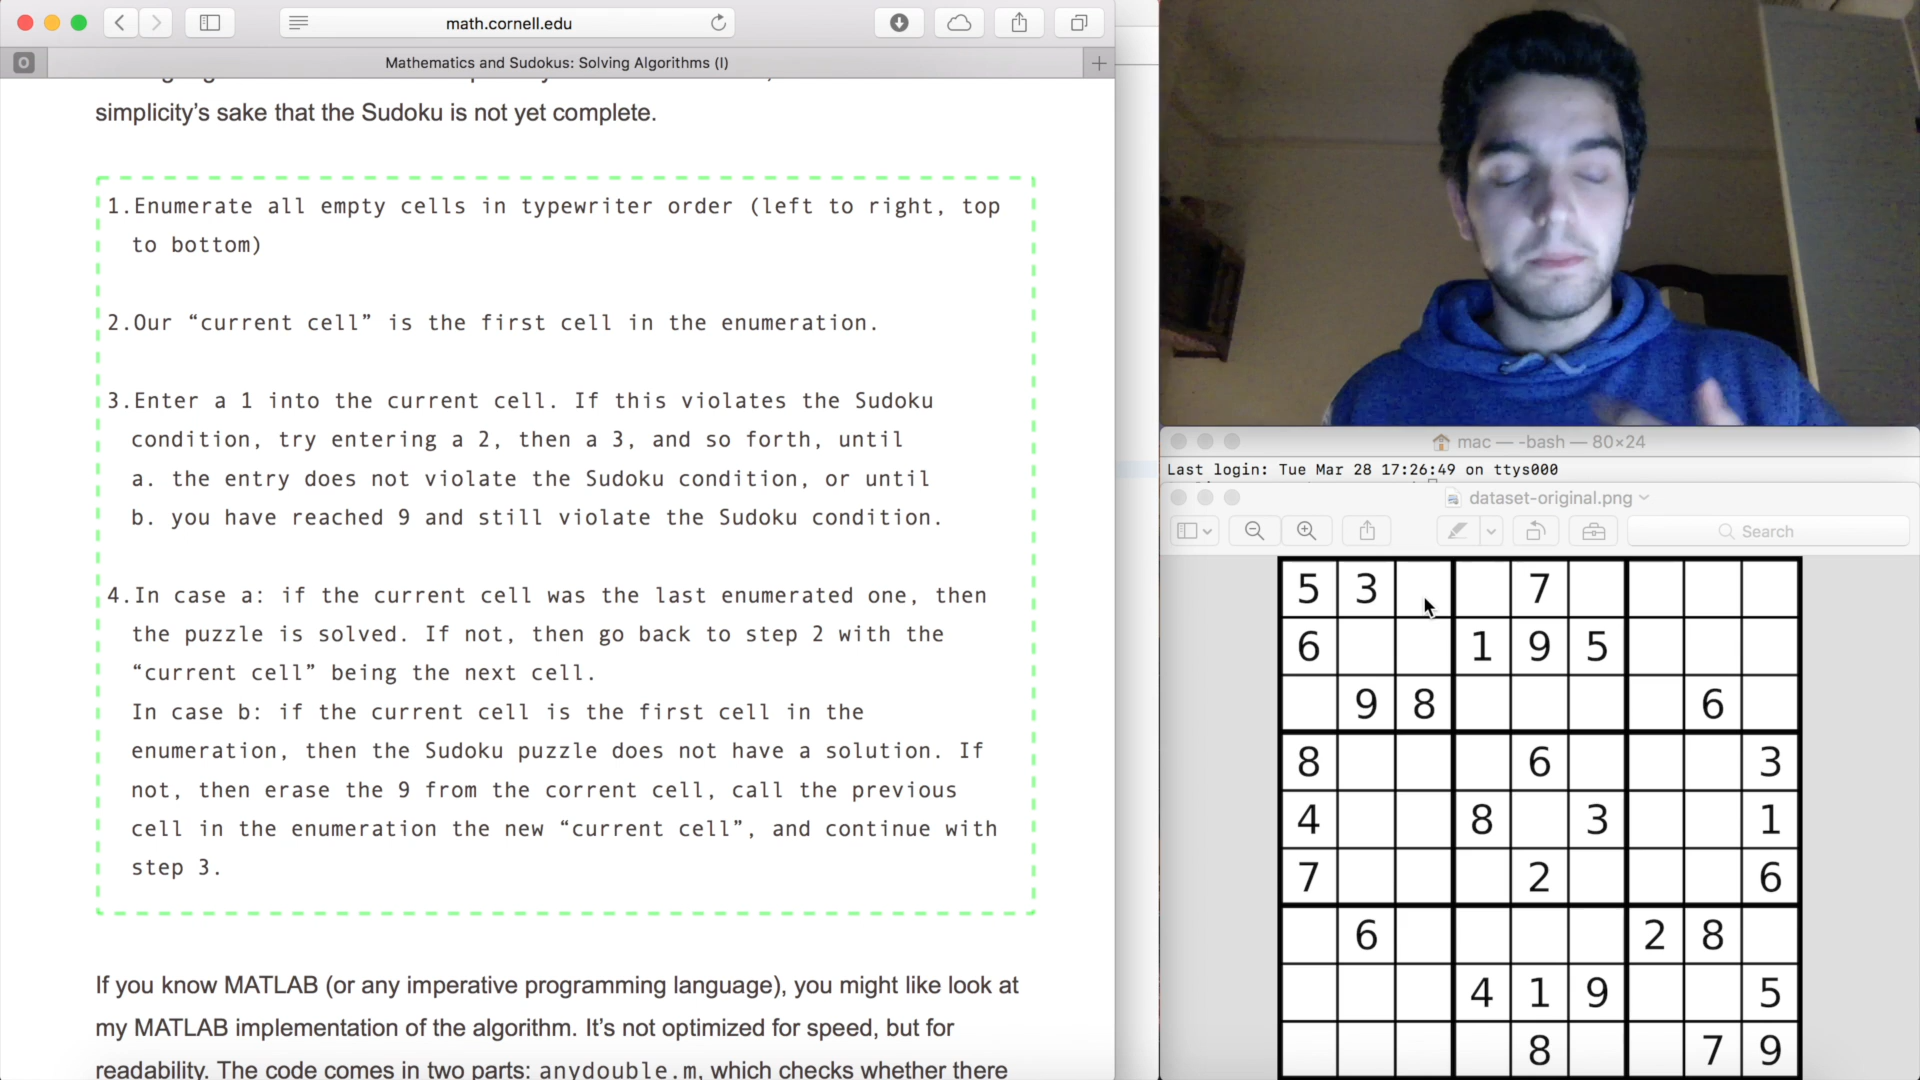 math.cornell.edu
Mathematics and Sudokus: Solving Algorithms (I)
O
simplicity’s sake that the Sudoku is not yet complete.
1.Enumerate all empty cells in typewriter order (left to right, top
to bottom)
2.Our “current cell” is the first cell in the enumeration.
3.Enter a 1 into the current cell. If this violates the Sudoku
condition, try entering a 2, then a 3, and so forth, until
a. the entry does not violate the Sudoku condition, or until
b. you have reached 9 and still violate the Sudoku condition.
4.In case a: if the current cell was the last enumerated one, then
the puzzle is solved. If not, then go back to step 2 with the
“current cell” being the next cell.
In case b: if the current cell is the first cell in the
enumeration, then the Sudoku puzzle does not have a solution. If
not, then erase the 9 from the corrent cell, call the previous
cell in the enumeration the new “current cell”, and continue with
step 3.
If you know MATLAB (or any imperative programming language), you might like look at
my MATLAB implementation of the algorithm. It’s not optimized for speed, but for
readability. The code comes in two parts: anydouble.m, which checks whether there
mac — -bash — 80×24
Last login: Tue Mar 28 17:26:49 on ttys000
dataset-original.png
Search
5 3 7
6 1 9 5
9 8 6
8 6 3
4 8 3 1
7 2 6
6 2 8
4 1 9 5
8 7 9